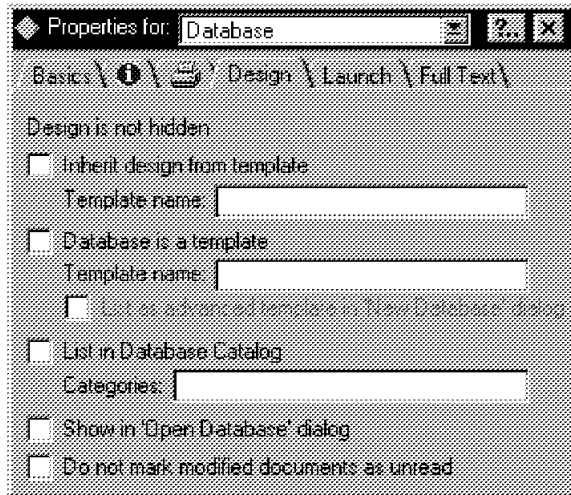 Properties for: Database ?..
Basics Design Launch Full Text
Design is not hidden
Inherit design from template
Template name:
Database is a template
Template name:
List as advanced template in 'New Database' dialog
List in Database Catalog
Categories:
Show in 'Open Database' dialog
Do not mark modified documents as unread